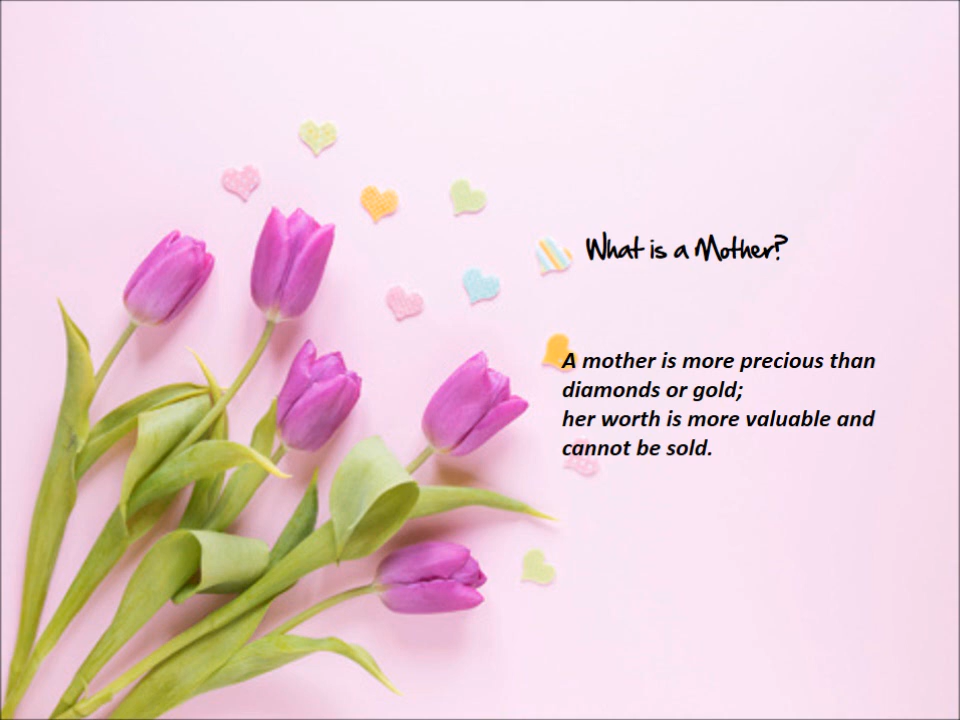 What is a Mother?
A mother is more precious than
diamonds or gold;
her worth is more valuable and
cannot be sold.